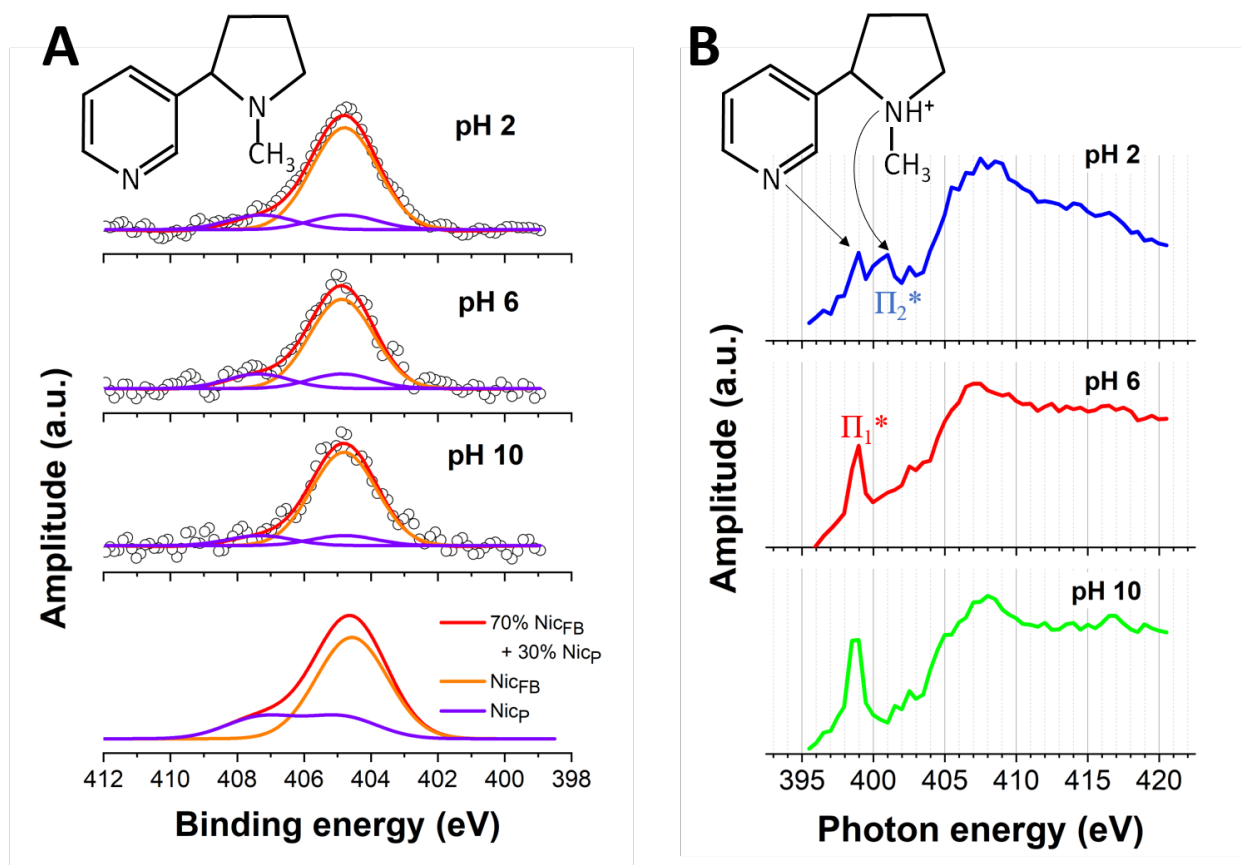 A
N
N
CH3
pH 2
pH 6
pH 10
70% NicFB
+ 30% NicP
NicFB
NicP
412 410 408 406 404 402 400 398
Binding energy (eV)
Amplitude (a.u.)
B
N
NH+
CH3
pH 2
Π2*
pH 6
Π1*
pH 10
395 400 405 410 415 420
Photon energy (eV)
Amplitude (a.u.)